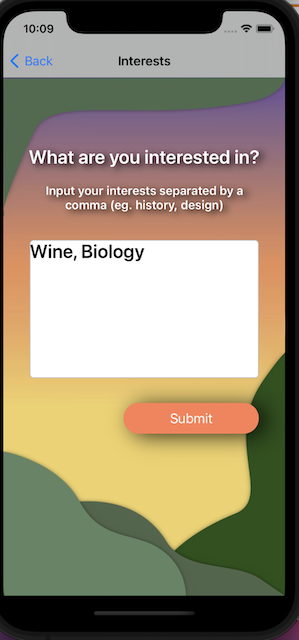 10:09
Back
Interests
What are you interested in?
Input your interests separated by a
comma (eg. history, design)
Wine, Biology
Submit